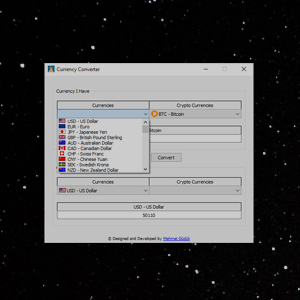 Currency Converter
Currency I Have
Currencies
Crypto Currencies
BTC - Bitcoin
USD - US Dollar
EUR - Euro
JPY - Japanese Yen
GBP - British Pound Sterling
AUD - Australian Dollar
CAD - Canadian Dollar
CHF - Swiss Franc
CNY - Chinese Yuan
SEK - Swedish Krona
NZD - New Zealand Dollar
itcoin
Convert
Currencies
Crypto Currencies
USD - US Dollar
USD - US Dollar
50110
© Designed and Developed by Mehmet